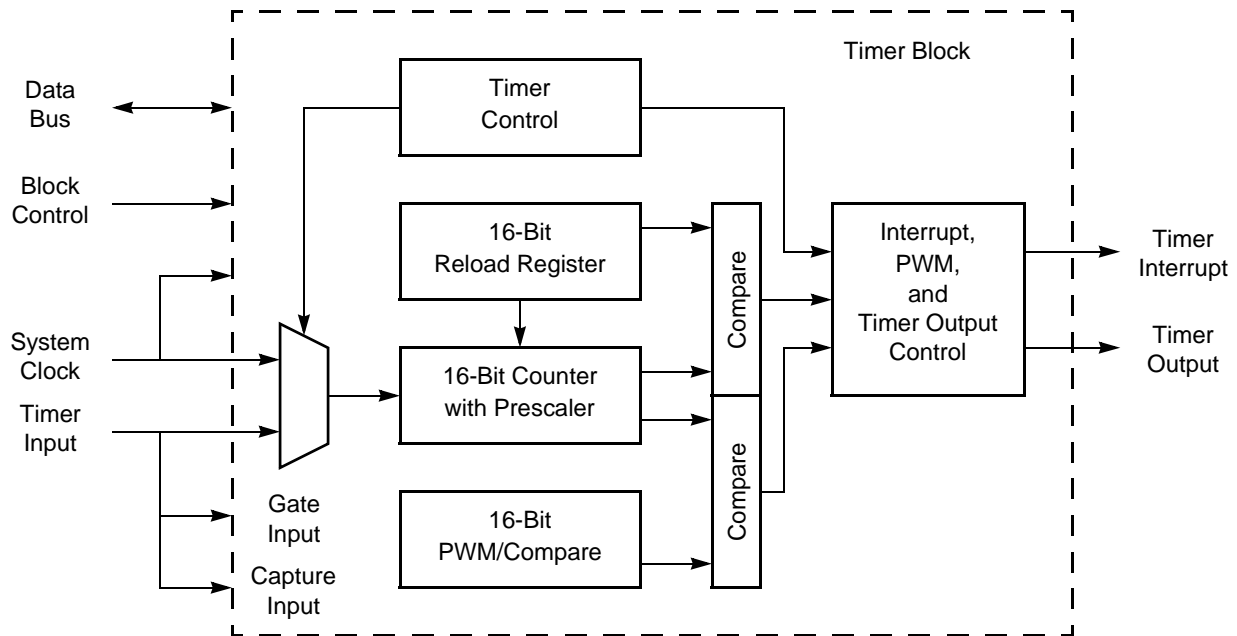 Timer Block
Data
Bus
Timer
Control
Block
Control
16-Bit
Reload Register
Compare
Interrupt,
PWM,
and
Timer Output
Control
Timer
Interrupt
System
Clock
16-Bit Counter
with Prescaler
Timer
Output
Timer
Input
Compare
Gate
Input
16-Bit
PWM/Compare
Capture
Input